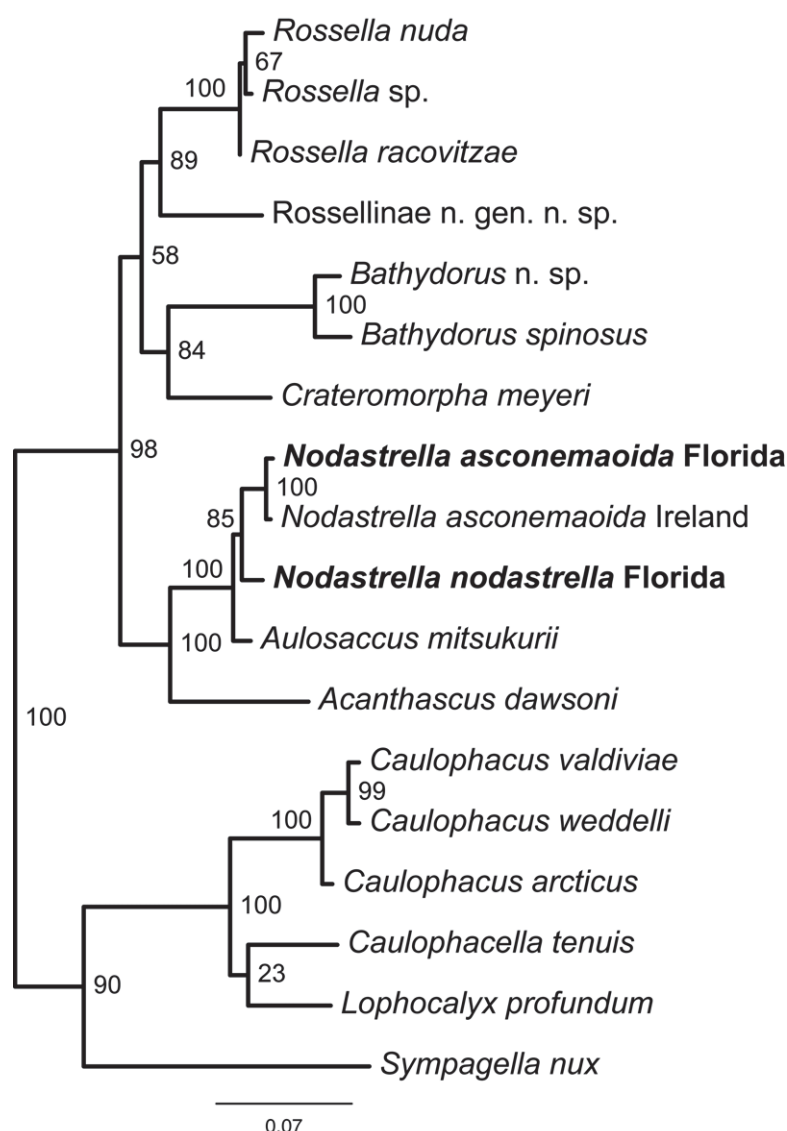 Rossella nuda
67
100
Rossella sp.
Rossella racovitzae
89
Rossellinae n. gen. n. sp.
58
Bathydorus n. sp.
100
Bathydorus spinosus
84
Crateromorpha meyeri
98
Nodastrella asconemaoida Florida
100
85
Nodastrella asconemaoida Ireland
100
Nodastrella nodastrella Florida
100
Aulosaccus mitsukurii
Acanthascus dawsoni
100
Caulophacus valdiviae
99
100
Caulophacus weddelli
Caulophacus arcticus
100
Caulophacella tenuis
23
90
Lophocalyx profundum
Sympagella nux
0.07